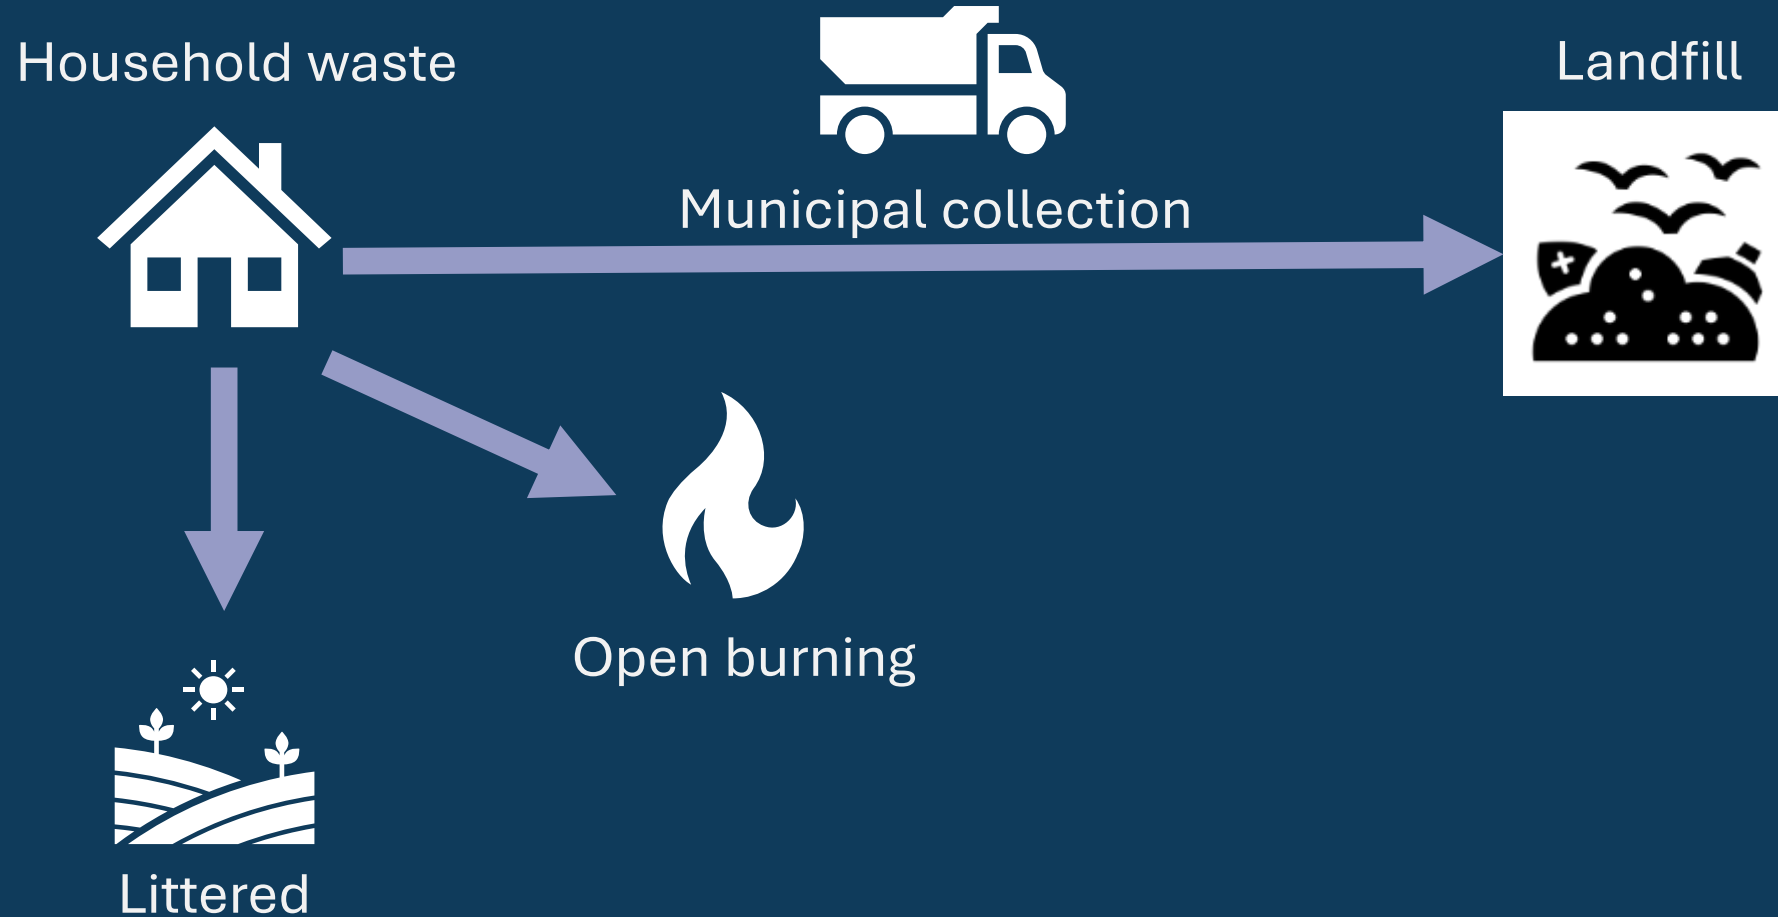 Household waste
Landfill
Municipal collection
Open burning
Littered